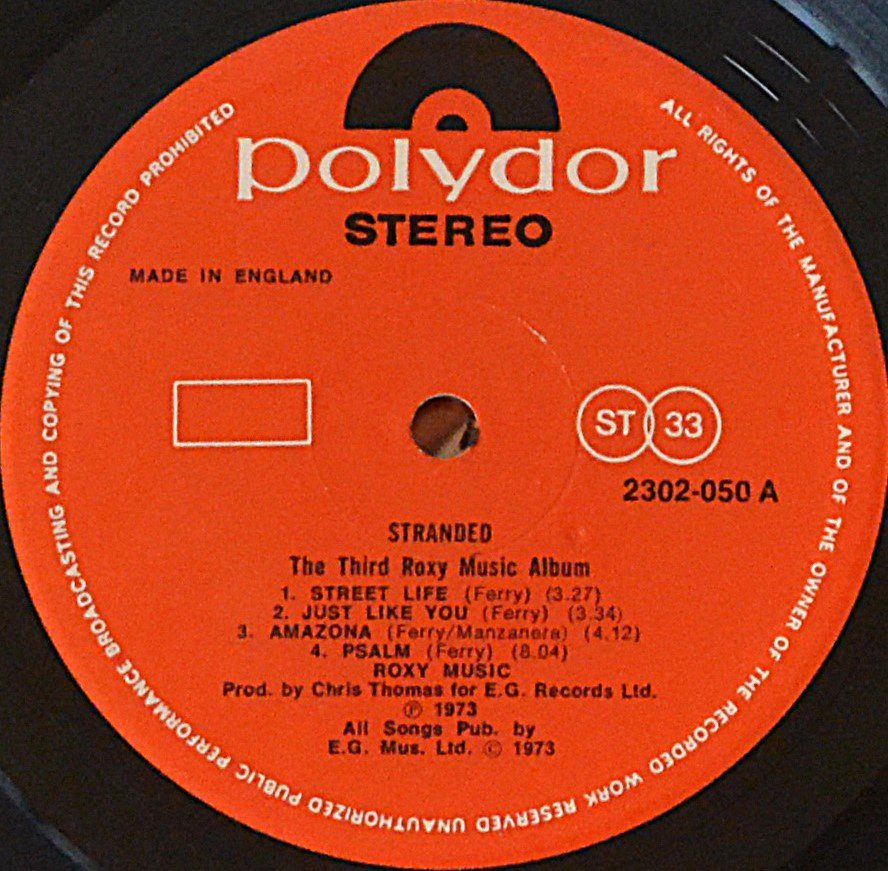 polydor
STEREO
MADE IN ENGLAND
ST 33
2302-050 A
STRANDED
The Third Roxy Music Album
1. STREET LIFE (Ferry) (3.27)
2. JUST LIKE YOU (Ferry) (3.34)
3. AMAZONA (Ferry/Manzanera) (4.12)
4. PSALM (Ferry) (8.04)
ROXY MUSIC
Prod. by Chris Thomas for E.G. Records Ltd.
℗ 1973
All Songs Pub. by
E.G. Mus. Ltd. © 1973
ALL RIGHTS OF THE MANUFACTURER AND OF THE OWNER OF THE RECORDED WORK RESERVED UNAUTHORIZED PUBLIC PERFORMANCE BROADCASTING AND COPYING OF THIS RECORD PROHIBITED